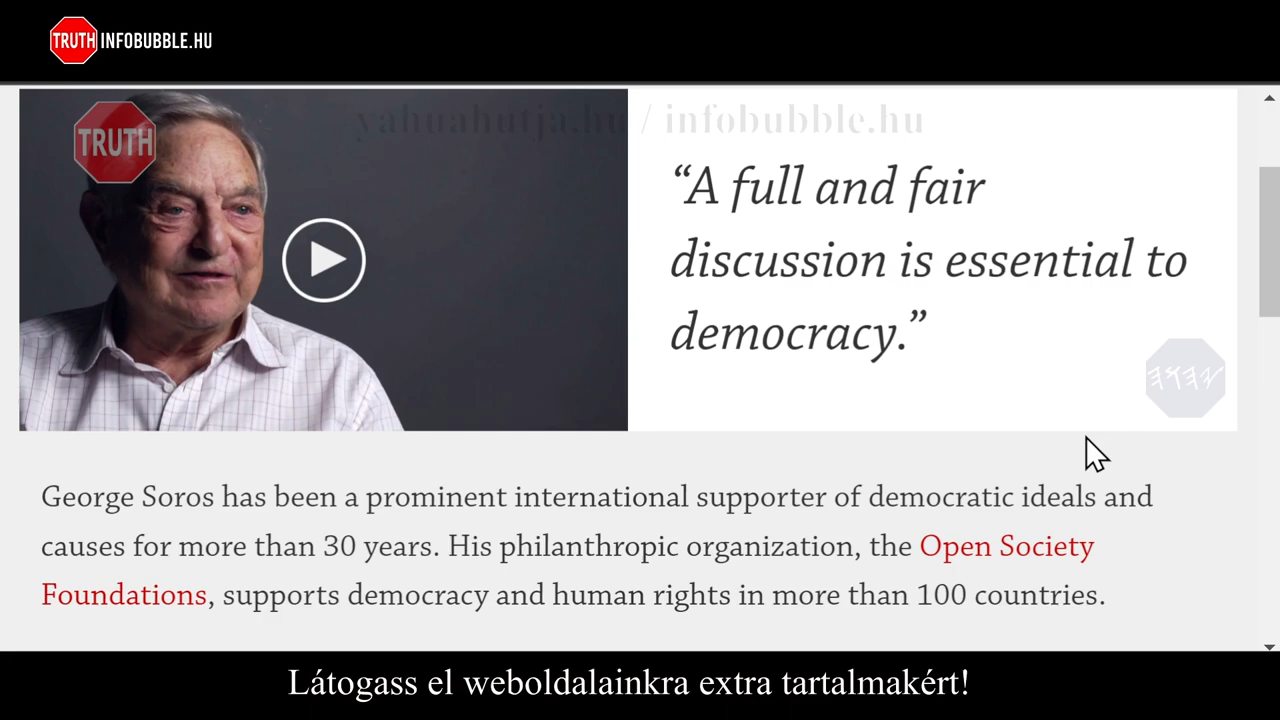 TRUTH INFOBUBBLE.HU
yahuahutja.hu / infobubble.hu
TRUTH
“A full and fair
discussion is essential to
democracy.”
𐤉𐤄𐤅𐤄
George Soros has been a prominent international supporter of democratic ideals and
causes for more than 30 years. His philanthropic organization, the Open Society
Foundations, supports democracy and human rights in more than 100 countries.
Látogass el weboldalainkra extra tartalmakért!